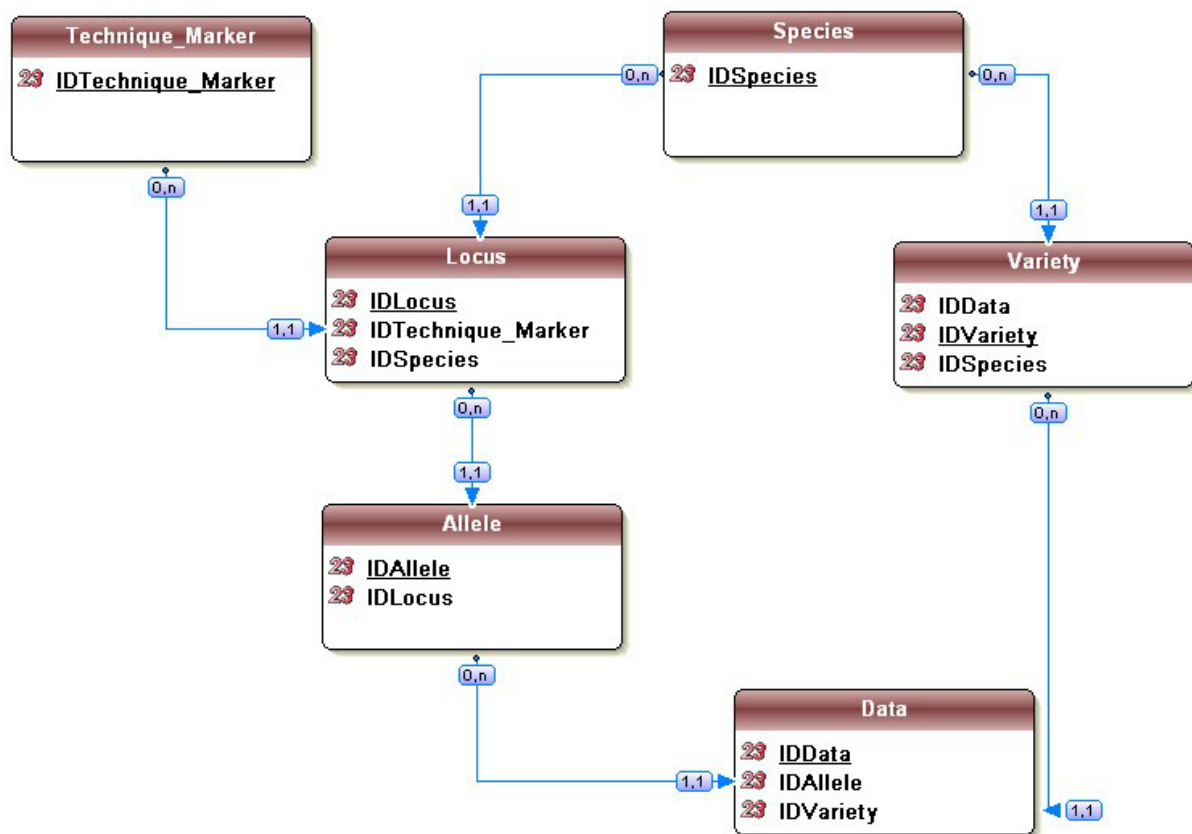 Technique_Marker
23 IDTechnique_Marker
0,n
Species
23 IDSpecies
0,n
0,n
1,1
1,1
1,1
Locus
23 IDLocus
23 IDTechnique_Marker
23 IDSpecies
0,n
Variety
23 IDData
23 IDVariety
23 IDSpecies
0,n
1,1
Allele
23 IDAllele
23 IDLocus
0,n
1,1
Data
23 IDData
23 IDAllele
23 IDVariety
1,1